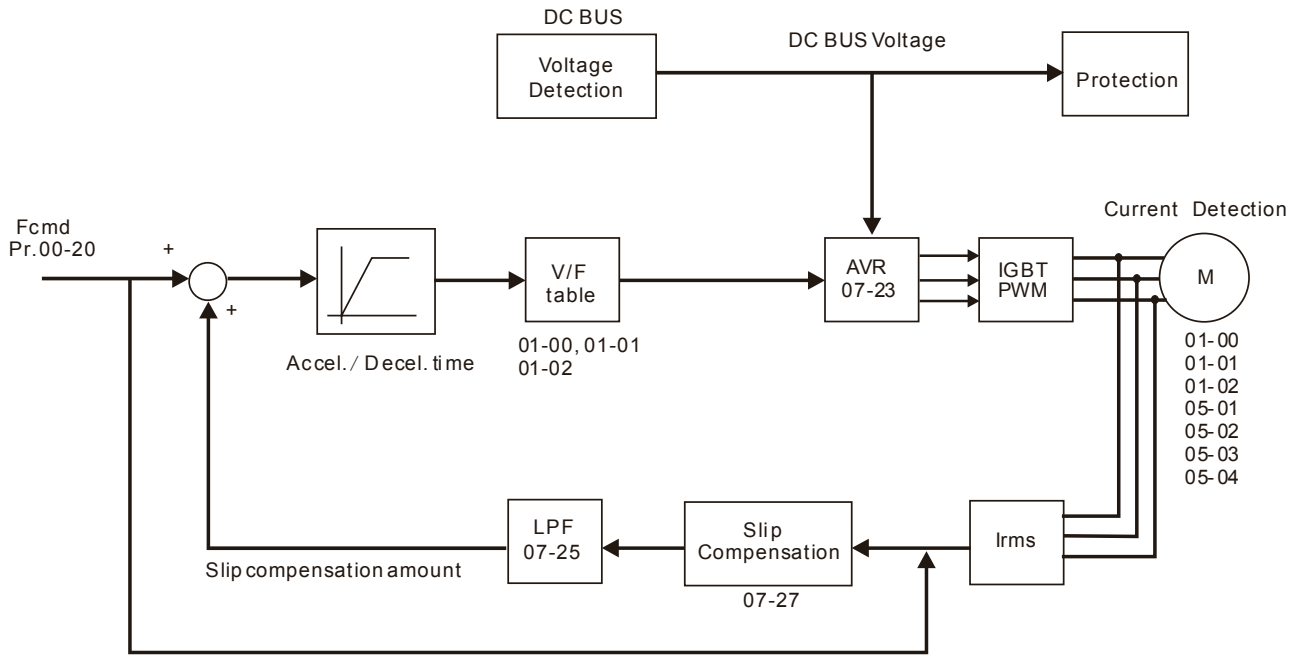 DC BUS
Voltage
Detection
DC BUS Voltage
Protection
Fcmd
Pr.00-20
+
+
Accel./ Decel. time
V/F
table
01-00, 01-01
01-02
AVR
07-23
IGBT
PWM
Current Detection
M
01-00
01-01
01-02
05-01
05-02
05-03
05-04
Irms
Slip
Compensation
07-27
LPF
07-25
Slip compensation amount